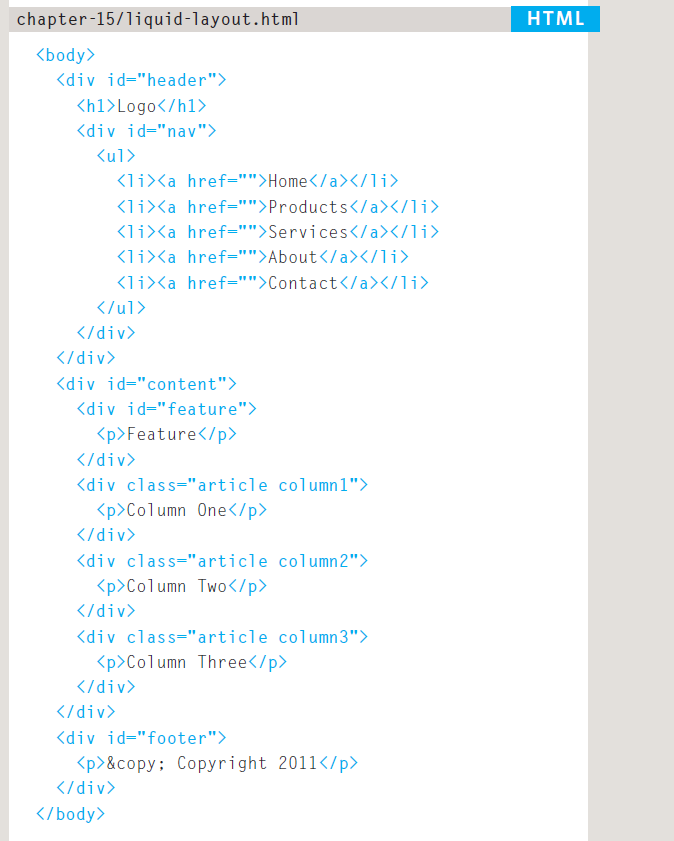 chapter-15/liquid-layout.html
HTML
<body>
<div id="header">
<h1>Logo</h1>
<div id="nav">
<ul>
<li><a href="">Home</a></li>
<li><a href="">Products</a></li>
<li><a href="">Services</a></li>
<li><a href="">About</a></li>
<li><a href="">Contact</a></li>
</ul>
</div>
</div>
<div id="content">
<div id="feature">
<p>Feature</p>
</div>
<div class="article column1">
<p>Column One</p>
</div>
<div class="article column2">
<p>Column Two</p>
</div>
<div class="article column3">
<p>Column Three</p>
</div>
</div>
<div id="footer">
<p>&copy; Copyright 2011</p>
</div>
</body>